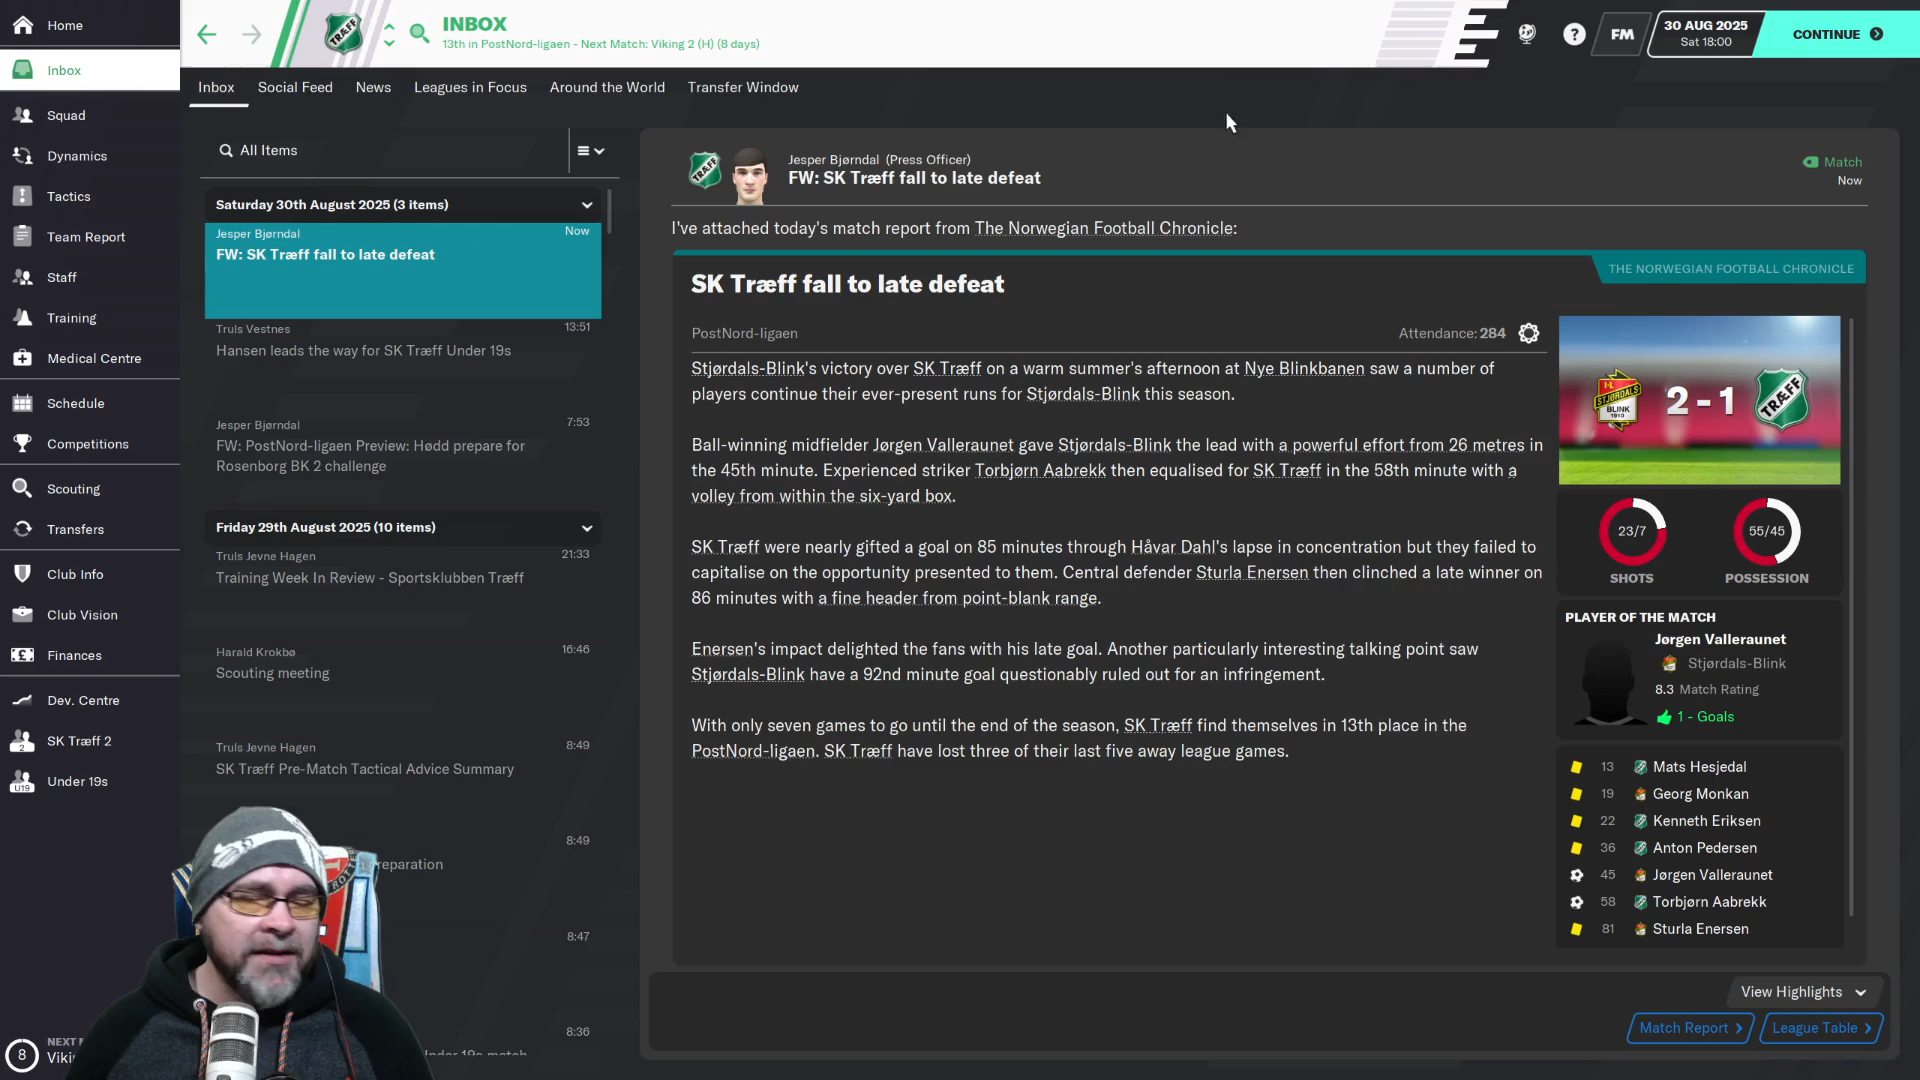 Home
Inbox
Squad
Dynamics
Tactics
Team Report
Staff
Training
Medical Centre
Schedule
Competitions
Scouting
Transfers
Club Info
Club Vision
Finances
Dev. Centre
2
SK Træff 2
U19
Under 19s
8
TRÆFF
INBOX
13th in PostNord-ligaen - Next Match: Viking 2 (H) (8 days)
?
FM
30 AUG 2025
Sat 18:00
CONTINUE
Inbox
Social Feed
News
Leagues in Focus
Around the World
Transfer Window
All Items
Saturday 30th August 2025 (3 items)
Jesper Bjørndal
Now
FW: SK Træff fall to late defeat
Truls Vestnes
13:51
Hansen leads the way for SK Træff Under 19s
Jesper Bjørndal
7:53
FW: PostNord-ligaen Preview: Hødd prepare for
Rosenborg BK 2 challenge
Friday 29th August 2025 (10 items)
Truls Jevne Hagen
21:33
Training Week In Review - Sportsklubben Træff
Harald Krokbø
16:46
Scouting meeting
Truls Jevne Hagen
8:49
SK Træff Pre-Match Tactical Advice Summary
8:49
8:47
8:36
TRÆFF
Jesper Bjørndal (Press Officer)
FW: SK Træff fall to late defeat
Match
Now
I've attached today's match report from The Norwegian Football Chronicle:
THE NORWEGIAN FOOTBALL CHRONICLE
SK Træff fall to late defeat
PostNord-ligaen
Attendance: 284
Stjørdals-Blink's victory over SK Træff on a warm summer's afternoon at Nye Blinkbanen saw a number of
players continue their ever-present runs for Stjørdals-Blink this season.
Ball-winning midfielder Jørgen Valleraunet gave Stjørdals-Blink the lead with a powerful effort from 26 metres in
the 45th minute. Experienced striker Torbjørn Aabrekk then equalised for SK Træff in the 58th minute with a
volley from within the six-yard box.
SK Træff were nearly gifted a goal on 85 minutes through Håvar Dahl's lapse in concentration but they failed to
capitalise on the opportunity presented to them. Central defender Sturla Enersen then clinched a late winner on
86 minutes with a fine header from point-blank range.
Enersen's impact delighted the fans with his late goal. Another particularly interesting talking point saw
Stjørdals-Blink have a 92nd minute goal questionably ruled out for an infringement.
With only seven games to go until the end of the season, SK Træff find themselves in 13th place in the
PostNord-ligaen. SK Træff have lost three of their last five away league games.
STJØRDALS
BLINK
1910
2 - 1
TRÆFF
23/7
55/45
SHOTS
POSSESSION
PLAYER OF THE MATCH
Jørgen Valleraunet
Stjørdals-Blink
8.3 Match Rating
1 - Goals
13 Mats Hesjedal
19 Georg Monkan
22 Kenneth Eriksen
36 Anton Pedersen
45 Jørgen Valleraunet
58 Torbjørn Aabrekk
81 Sturla Enersen
View Highlights
Match Report
League Table